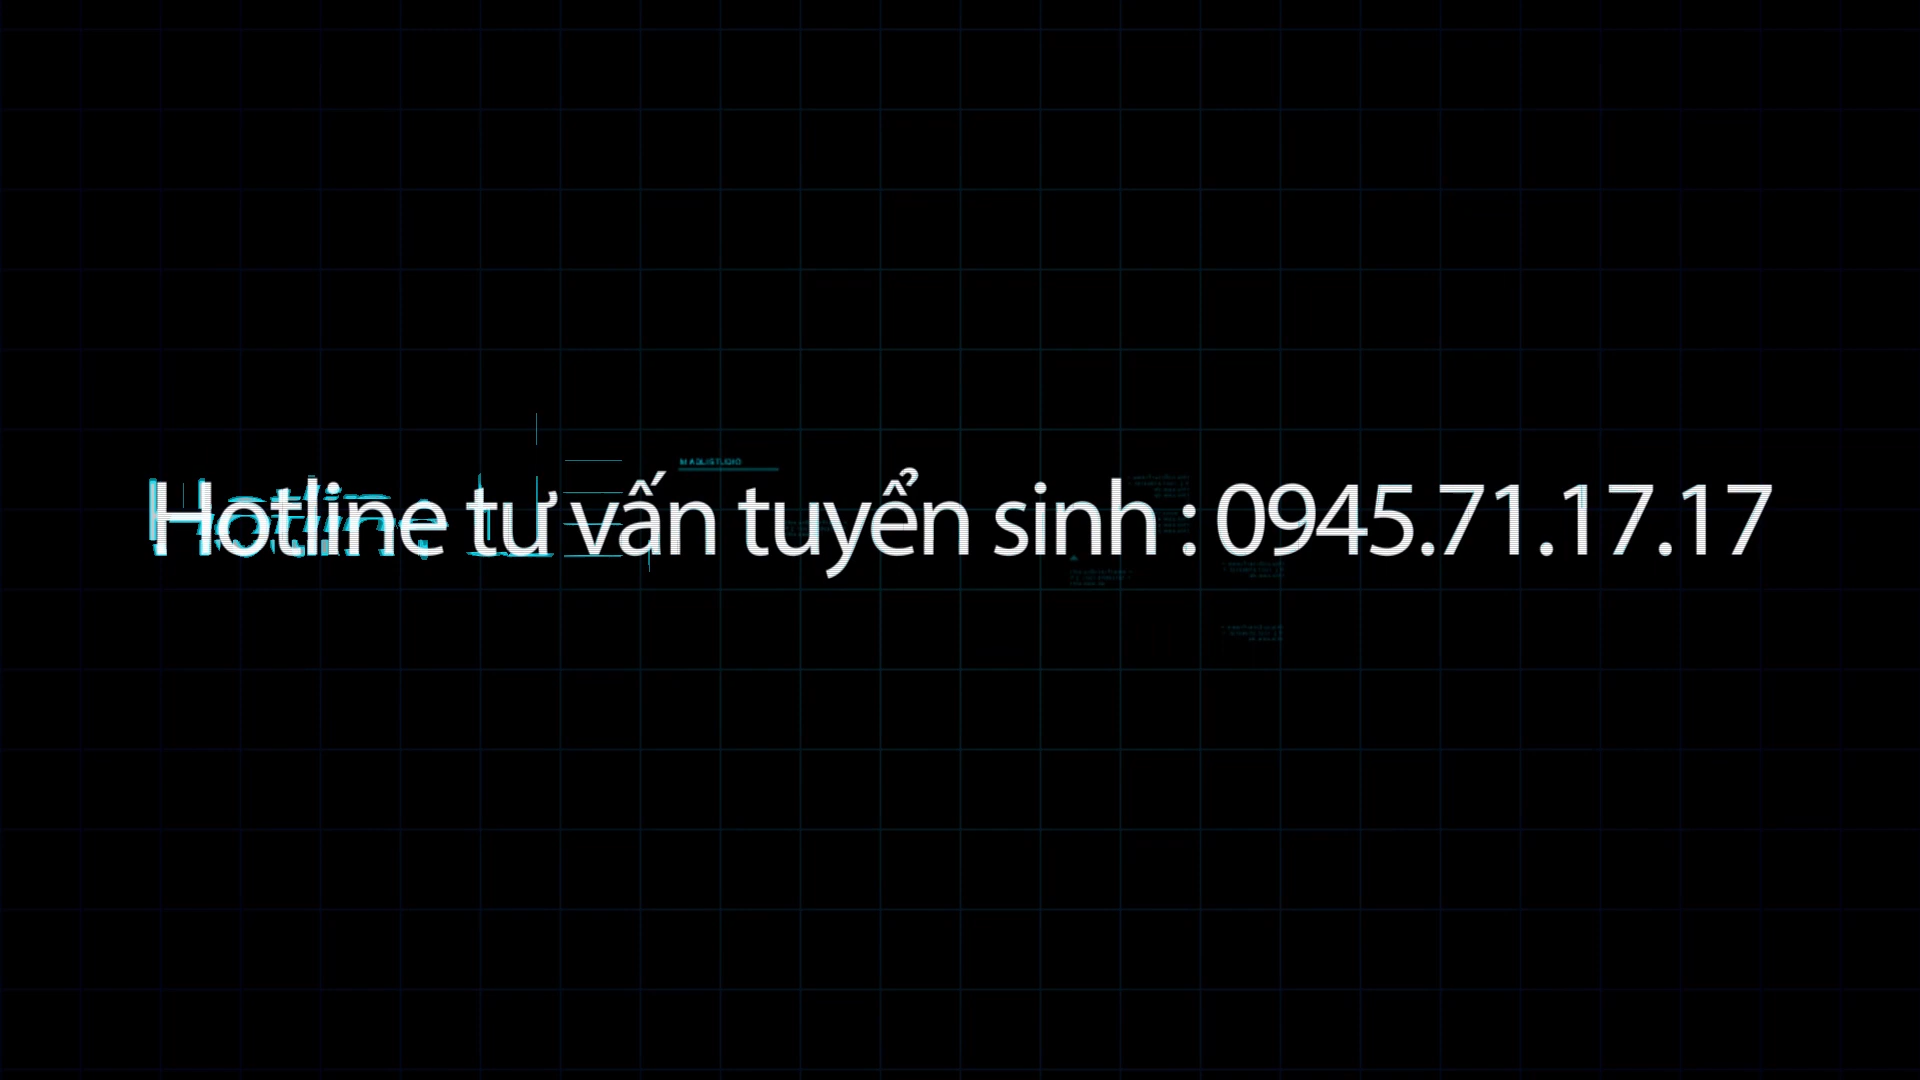 Hotline tư vấn tuyển sinh : 0945.71.17.17